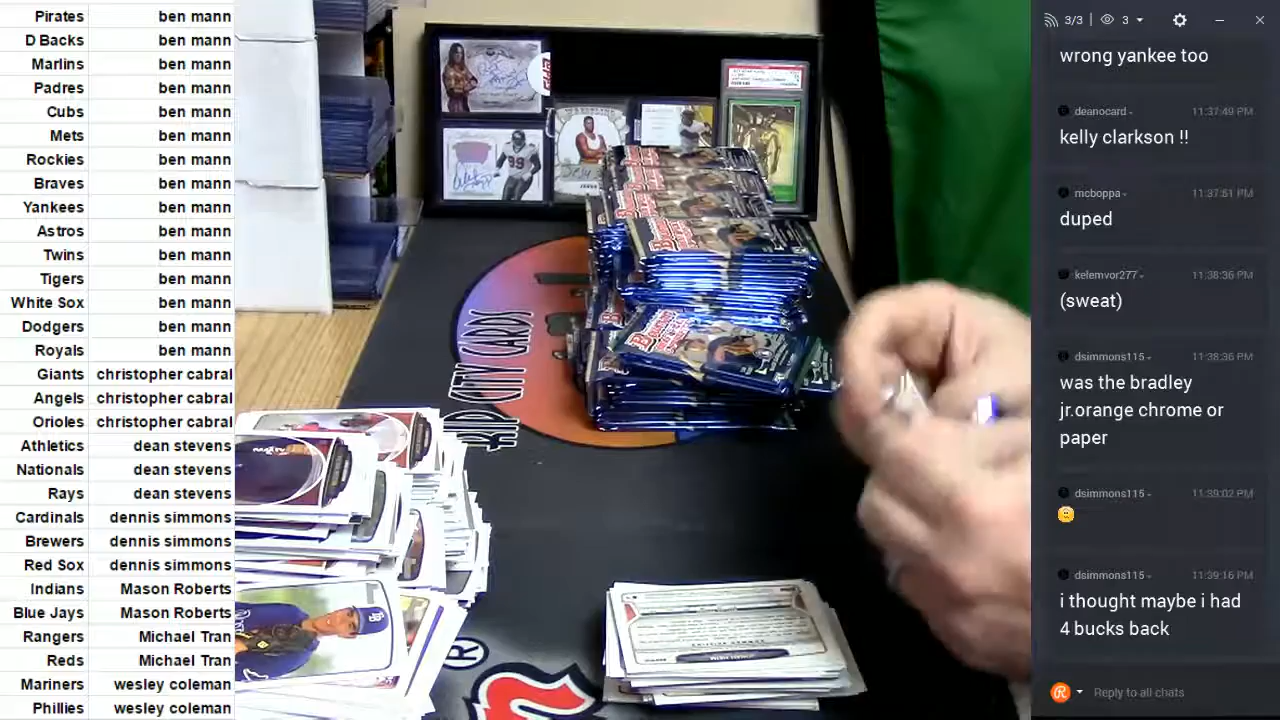 Pirates ben mann
D Backs ben mann
Marlins ben mann
Padres ben mann
Cubs ben mann
Mets ben mann
Rockies ben mann
Braves ben mann
Yankees ben mann
Astros ben mann
Twins ben mann
Tigers ben mann
White Sox ben mann
Dodgers ben mann
Royals ben mann
Giants christopher cabral
Angels christopher cabral
Orioles christopher cabral
Athletics dean stevens
Nationals dean stevens
Rays dean stevens
Cardinals dennis simmons
Brewers dennis simmons
Red Sox dennis simmons
Indians Mason Roberts
Blue Jays Mason Roberts
Rangers Michael Tran
Reds Michael Tran
Mariners wesley coleman
Phillies wesley coleman
RIP CITY CARDS
®
3/3 3
wrong yankee too
deanocard 11:37:49 PM
kelly clarkson !!
mcboppa 11:37:51 PM
duped
kelemvor277 11:38:36 PM
(sweat)
dsimmons115 11:38:36 PM
was the bradley
jr.orange chrome or
paper
dsimmons115 11:39:02 PM
dsimmons115 11:39:16 PM
i thought maybe i had
4 bucks back
Reply to all chats